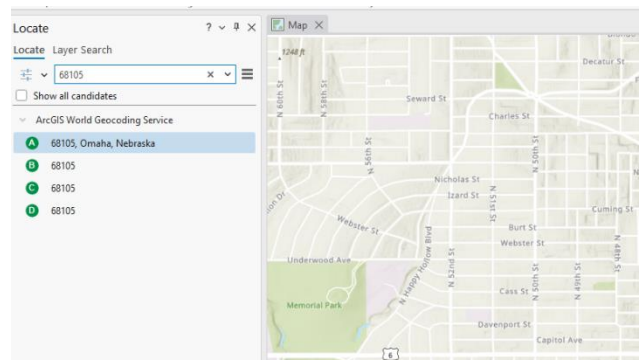 Locate
?
Map
Locate Layer Search
68105
Show all candidates
ArcGIS World Geocoding Service
A 68105, Omaha, Nebraska
B 68105
C 68105
D 68105
1248 ft
Decatur St
N 60th St
N 58th St
Seward St
Charles St
N 56th St
N 50th St
Nicholas St
Izard St
N 51st St
Cuming St
Webster St
Burt St
Webster St
N 48th St
Underwood Ave
N Happy Hollow Blvd
N 52nd St
Cass St
N 50th St
N 49th St
Memorial Park
Davenport St
Capitol Ave
6